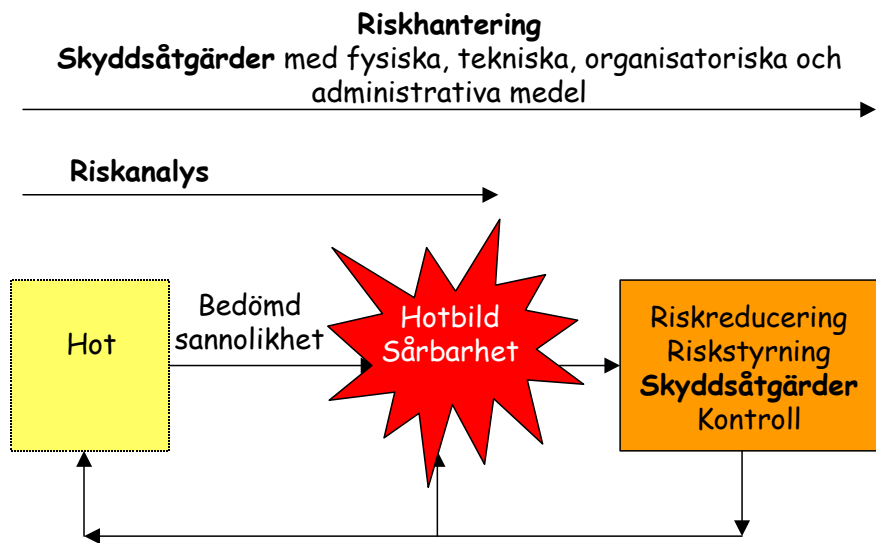 Riskhantering
Skyddsåtgärder med fysiska, tekniska, organisatoriska och
administrativa medel
Riskanalys
Hot
Bedömd
sannolikhet
Hotbild
Sårbarhet
Riskreducering
Riskstyrning
Skyddsåtgärder
Kontroll